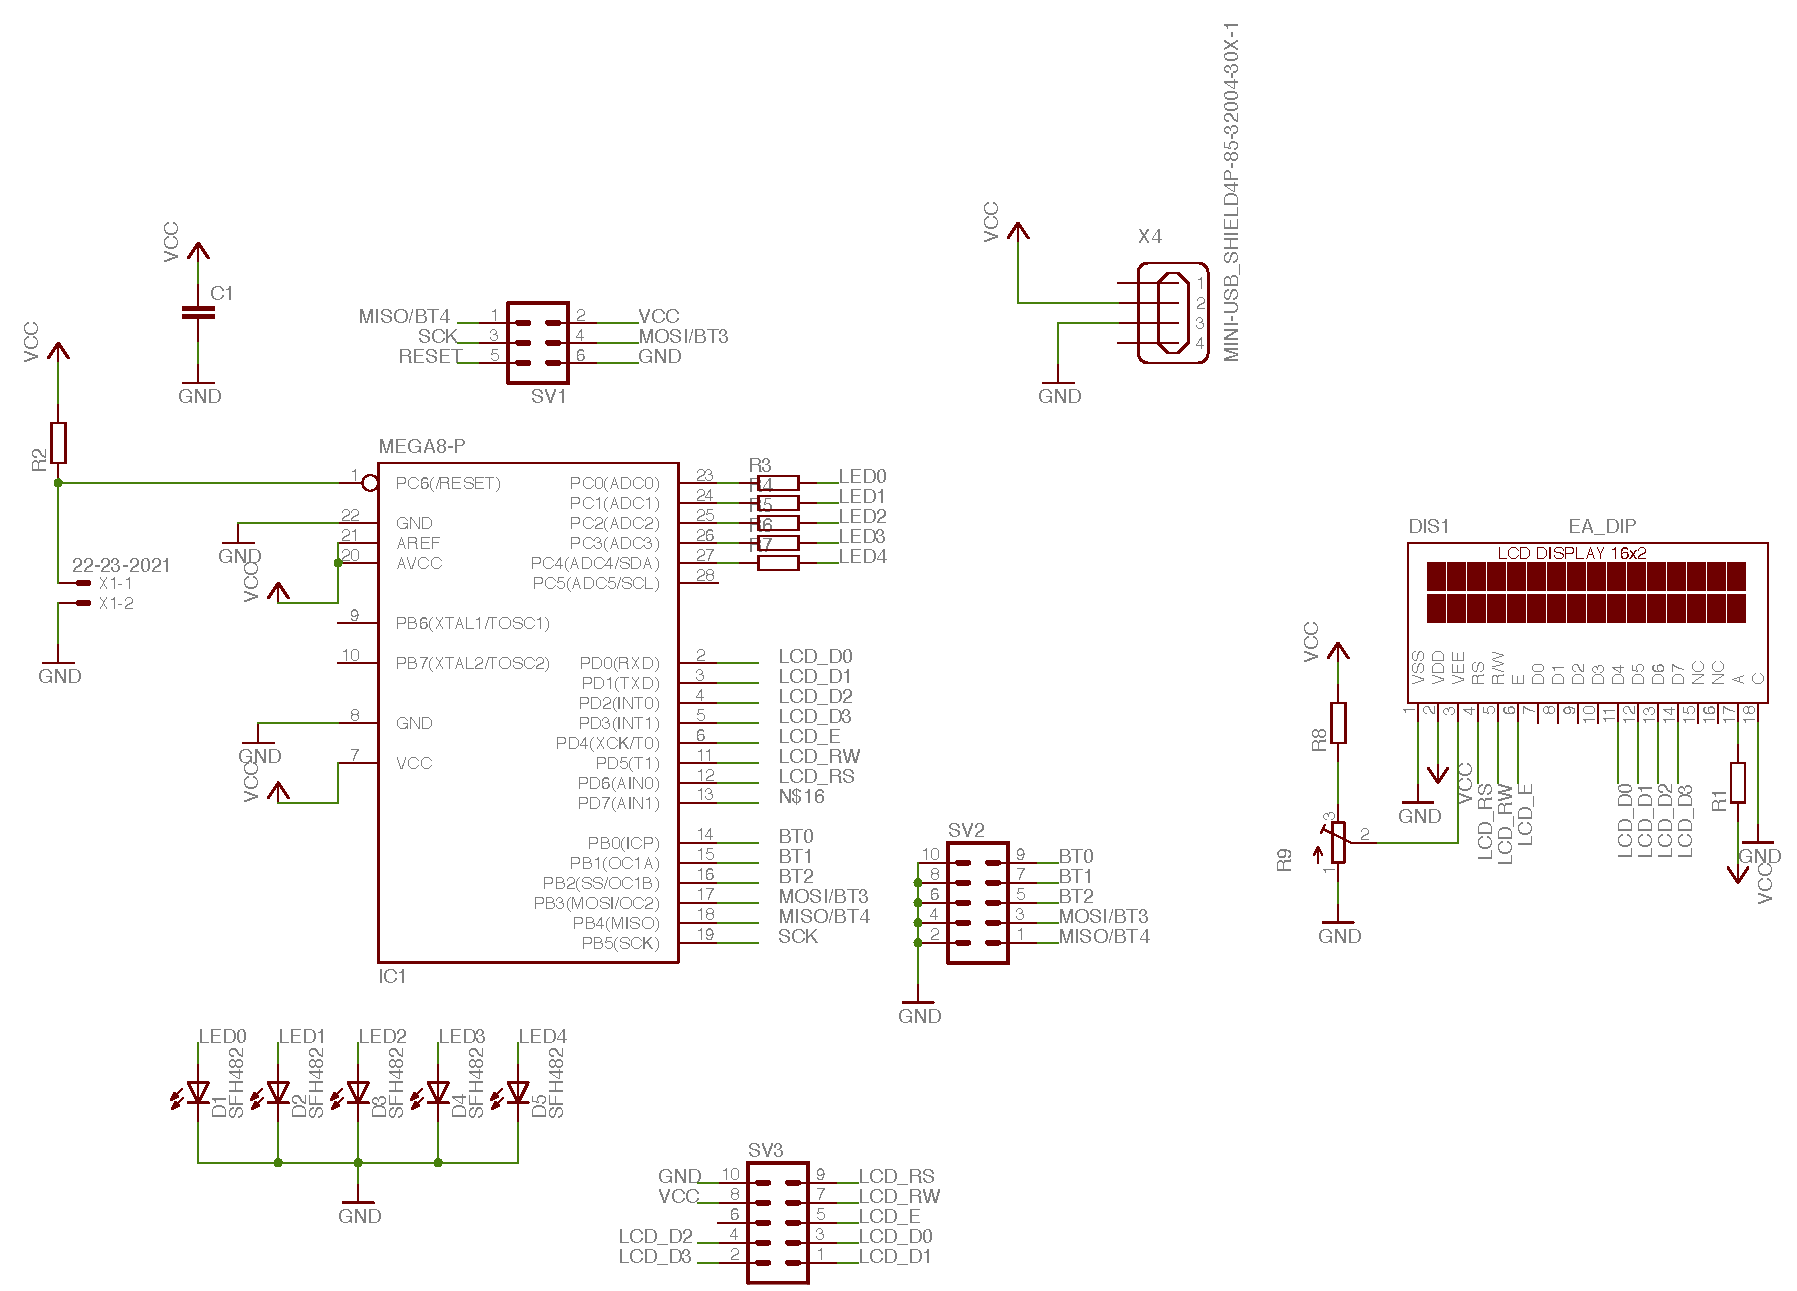 MINI-USB_SHIELD4P-85-32004-30X-1
VCC
X4
1
2
3
4
GND
VCC
C1
GND
MISO/BT4 1 2 VCC
SCK 3 4 MOSI/BT3
RESET 5 6 GND
SV1
VCC
R2
22-23-2021
X1-1
X1-2
GND
MEGA8-P
1 PC6(/RESET)
22 GND
21 AREF
20 AVCC
9 PB6(XTAL1/TOSC1)
10 PB7(XTAL2/TOSC2)
8 GND
7 VCC
GND
VCC
GND
VCC
PC0(ADC0) 23 R3 LED0
PC1(ADC1) 24 R4 LED1
PC2(ADC2) 25 R5 LED2
PC3(ADC3) 26 R6 LED3
PC4(ADC4/SDA) 27 R7 LED4
PC5(ADC5/SCL) 28
PD0(RXD) 2 LCD_D0
PD1(TXD) 3 LCD_D1
PD2(INT0) 4 LCD_D2
PD3(INT1) 5 LCD_D3
PD4(XCK/T0) 6 LCD_E
PD5(T1) 11 LCD_RW
PD6(AIN0) 12 LCD_RS
PD7(AIN1) 13 N$16
PB0(ICP) 14 BT0
PB1(OC1A) 15 BT1
PB2(SS/OC1B) 16 BT2
PB3(MOSI/OC2) 17 MOSI/BT3
PB4(MISO) 18 MISO/BT4
PB5(SCK) 19 SCK
IC1
SV2
10 9 BT0
8 7 BT1
6 5 BT2
4 3 MOSI/BT3
2 1 MISO/BT4
GND
DIS1 EA_DIP
LCD DISPLAY 16x2
VSS VDD VEE RS R/W E D0 D1 D2 D3 D4 D5 D6 D7 NC NC A C
1 2 3 4 5 6 7 8 9 10 11 12 13 14 15 16 17 18
VCC
R8
R9
3
2
1
GND
GND
VCC
LCD_RS
LCD_RW
LCD_E
LCD_D0
LCD_D1
LCD_D2
LCD_D3
R1
VCC
GND
LED0 LED1 LED2 LED3 LED4
D1 SFH482
D2 SFH482
D3 SFH482
D4 SFH482
D5 SFH482
GND
SV3
GND 10 9 LCD_RS
VCC 8 7 LCD_RW
6 5 LCD_E
LCD_D2 4 3 LCD_D0
LCD_D3 2 1 LCD_D1